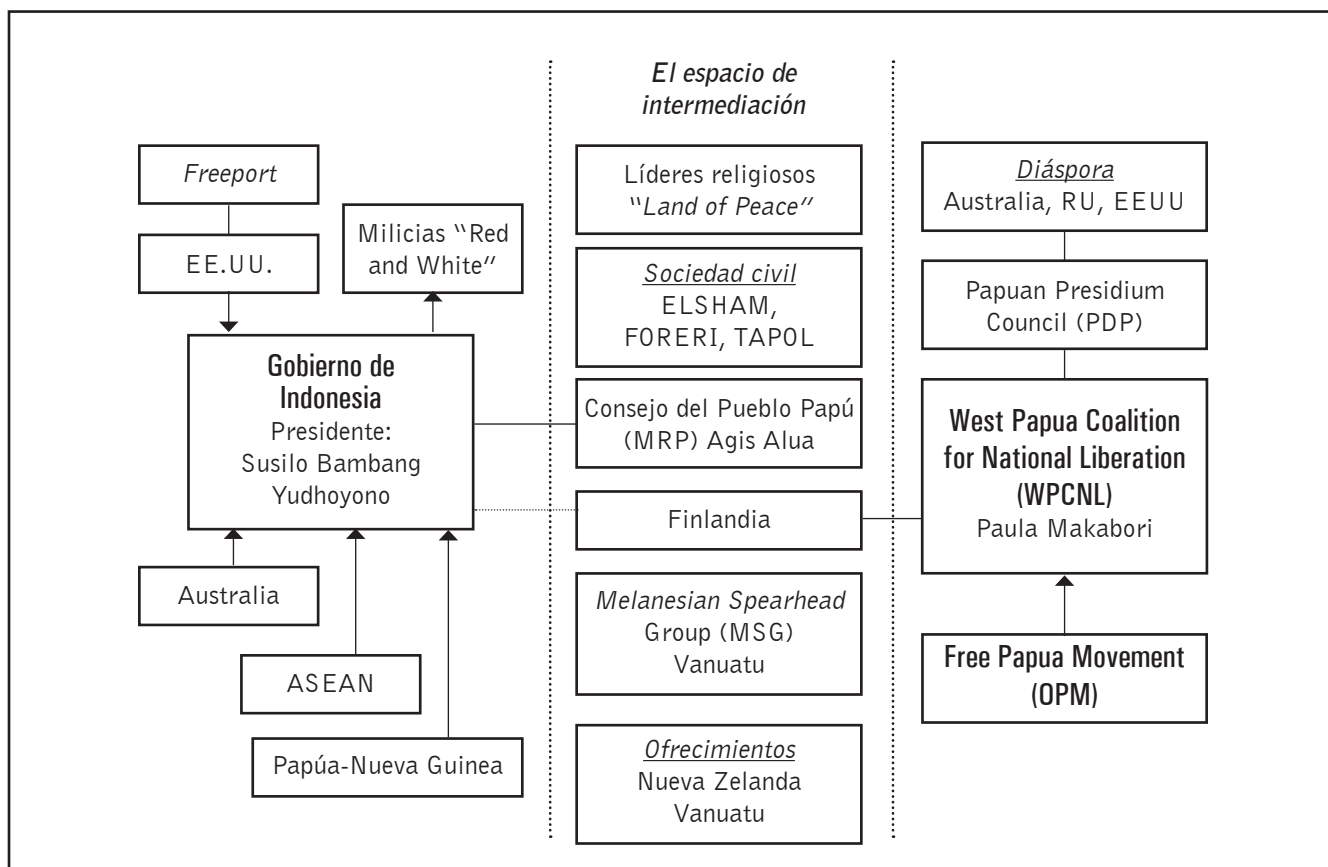 El espacio de
intermediación
Freeport
EE.UU.
Milicias “Red
and White”
Gobierno de
Indonesia
Presidente:
Susilo Bambang
Yudhoyono
Australia
ASEAN
Papúa-Nueva Guinea
Líderes religiosos
“Land of Peace”
Sociedad civil
ELSHAM,
FORERI, TAPOL
Consejo del Pueblo Papú
(MRP) Agis Alua
Finlandia
Melanesian Spearhead
Group (MSG)
Vanuatu
Ofrecimientos
Nueva Zelanda
Vanuatu
Diáspora
Australia, RU, EEUU
Papuan Presidium
Council (PDP)
West Papua Coalition
for National Liberation
(WPCNL)
Paula Makabori
Free Papua Movement
(OPM)